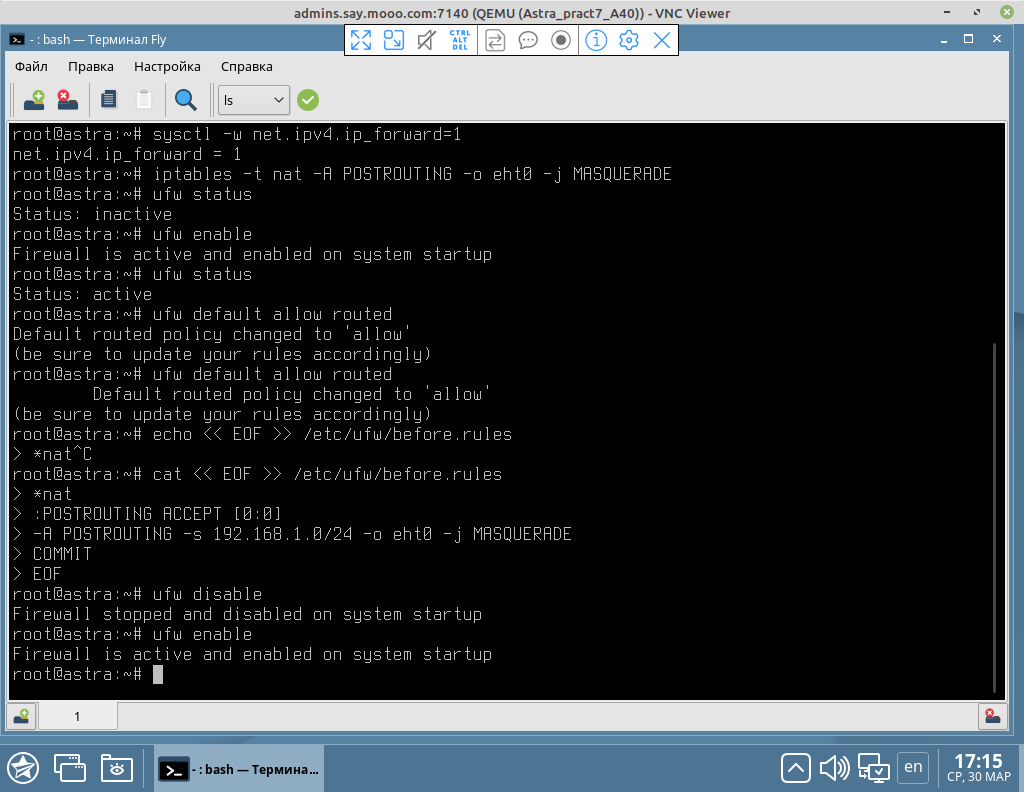 admins.say.mooo.com:7140 (QEMU (Astra_pract7_A40)) - VNC Viewer
- : bash — Терминал Fly
CTRL
ALT
DEL
Файл Правка Настройка Справка
ls
root@astra:~# sysctl -w net.ipv4.ip_forward=1
net.ipv4.ip_forward = 1
root@astra:~# iptables -t nat -A POSTROUTING -o eht0 -j MASQUERADE
root@astra:~# ufw status
Status: inactive
root@astra:~# ufw enable
Firewall is active and enabled on system startup
root@astra:~# ufw status
Status: active
root@astra:~# ufw default allow routed
Default routed policy changed to 'allow'
(be sure to update your rules accordingly)
root@astra:~# ufw default allow routed
        Default routed policy changed to 'allow'
(be sure to update your rules accordingly)
root@astra:~# echo << EOF >> /etc/ufw/before.rules
> *nat^C
root@astra:~# cat << EOF >> /etc/ufw/before.rules
> *nat
> :POSTROUTING ACCEPT [0:0]
> -A POSTROUTING -s 192.168.1.0/24 -o eht0 -j MASQUERADE
> COMMIT
> EOF
root@astra:~# ufw disable
Firewall stopped and disabled on system startup
root@astra:~# ufw enable
Firewall is active and enabled on system startup
root@astra:~#
1
- : bash — Термина...
en
17:15
СР, 30 МАР